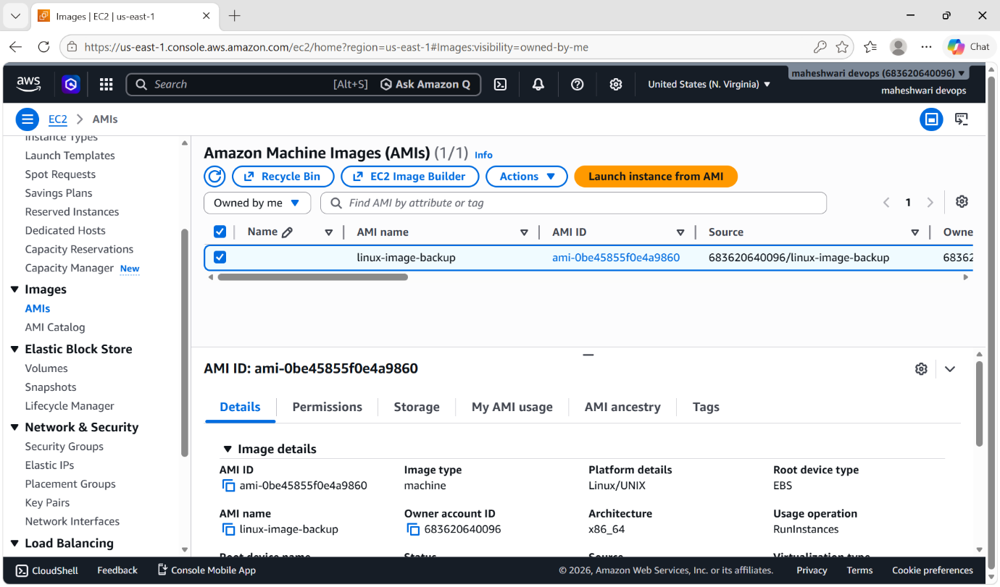 Images | EC2 | us-east-1
https://us-east-1.console.aws.amazon.com/ec2/home?region=us-east-1#Images:visibility=owned-by-me
Chat
aws
Search
[Alt+S]
Ask Amazon Q
United States (N. Virginia)
maheshwari devops (683620640096)
maheshwari devops
EC2
AMIs
Instance Types
Launch Templates
Spot Requests
Savings Plans
Reserved Instances
Dedicated Hosts
Capacity Reservations
Capacity Manager New
Images
AMIs
AMI Catalog
Elastic Block Store
Volumes
Snapshots
Lifecycle Manager
Network & Security
Security Groups
Elastic IPs
Placement Groups
Key Pairs
Network Interfaces
Load Balancing
Amazon Machine Images (AMIs) (1/1) Info
Recycle Bin
EC2 Image Builder
Actions
Launch instance from AMI
Owned by me
Find AMI by attribute or tag
1
Name
AMI name
AMI ID
Source
Owne
linux-image-backup
ami-0be45855f0e4a9860
683620640096/linux-image-backup
68362
AMI ID: ami-0be45855f0e4a9860
Details
Permissions
Storage
My AMI usage
AMI ancestry
Tags
Image details
AMI ID
ami-0be45855f0e4a9860
Image type
machine
Platform details
Linux/UNIX
Root device type
EBS
AMI name
linux-image-backup
Owner account ID
683620640096
Architecture
x86_64
Usage operation
RunInstances
Root device name
Status
Source
Virtualization type
CloudShell
Feedback
Console Mobile App
© 2026, Amazon Web Services, Inc. or its affiliates.
Privacy
Terms
Cookie preferences